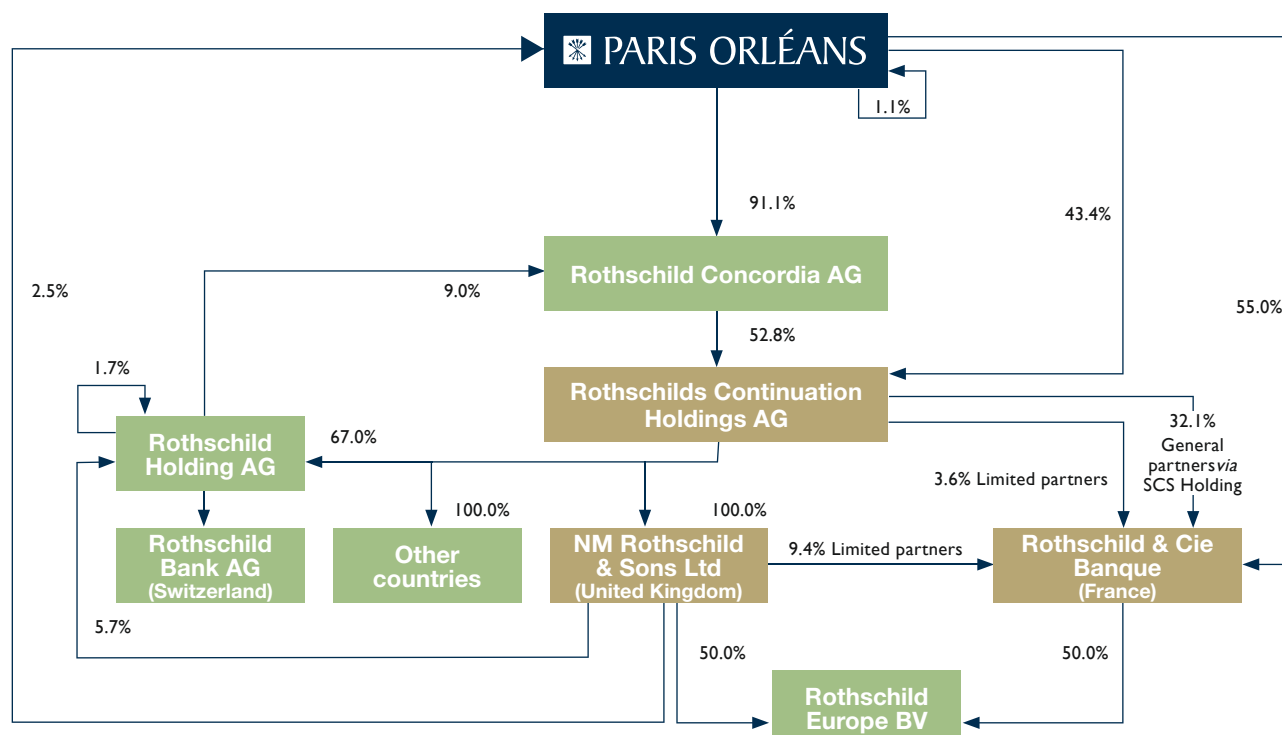 PARIS ORLÉANS
1.1%
91.1%
43.4%
Rothschild Concordia AG
2.5%
9.0%
55.0%
52.8%
1.7%
Rothschilds Continuation
Holdings AG
Rothschild
Holding AG
67.0%
32.1%
General
partners via
SCS Holding
3.6% Limited partners
100.0%
100.0%
Rothschild
Bank AG
(Switzerland)
Other
countries
NM Rothschild
& Sons Ltd
(United Kingdom)
9.4% Limited partners
Rothschild & Cie
Banque
(France)
5.7%
50.0%
50.0%
Rothschild
Europe BV